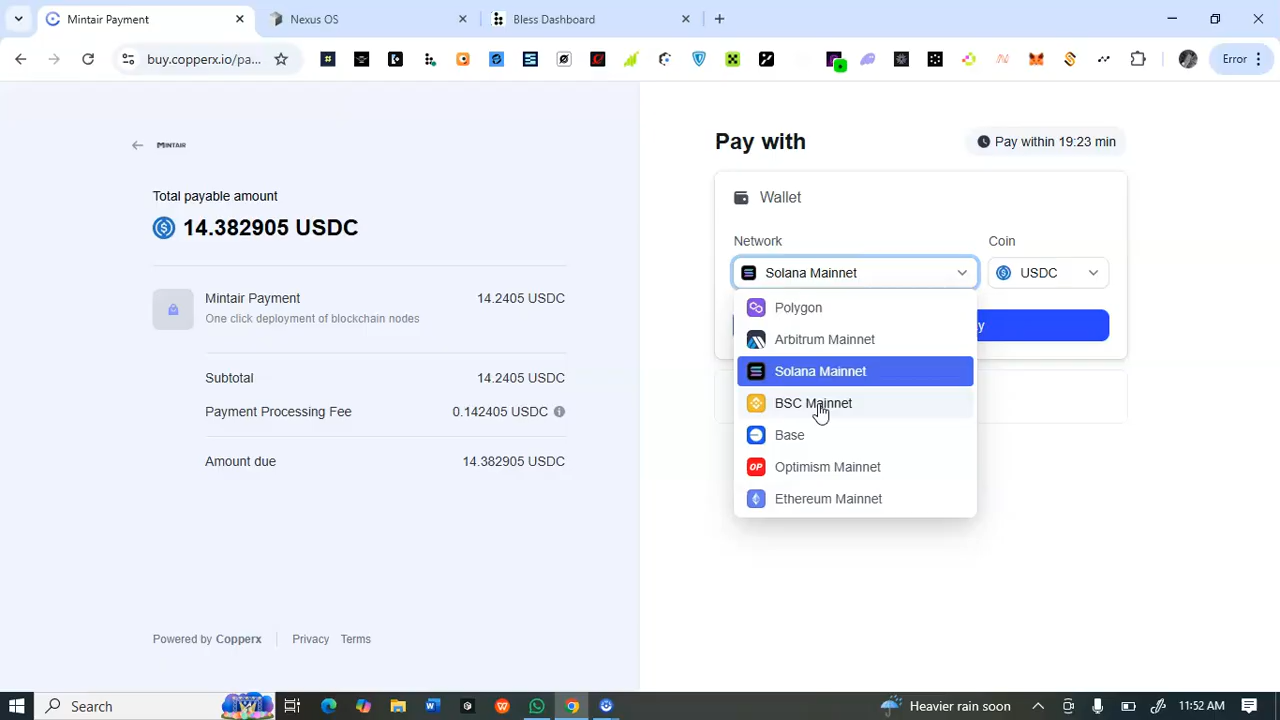 Mintair Payment
Nexus OS
Bless Dashboard
buy.copperx.io/pa...
Error
MINTAIR
Total payable amount
14.382905 USDC
Mintair Payment 14.2405 USDC
One click deployment of blockchain nodes
Subtotal 14.2405 USDC
Payment Processing Fee 0.142405 USDC
Amount due 14.382905 USDC
Powered by Copperx Privacy Terms
Pay with
Pay within 19:23 min
Wallet
Network Coin
Solana Mainnet USDC
Polygon
Arbitrum Mainnet
Solana Mainnet
BSC Mainnet
Base
OP Optimism Mainnet
Ethereum Mainnet
Search
Heavier rain soon
11:52 AM